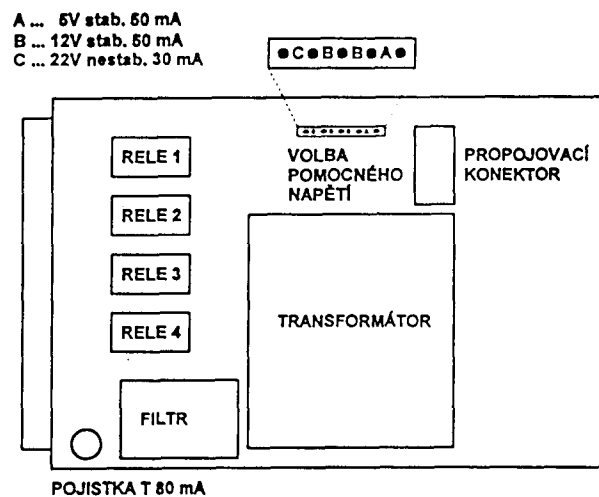 A ... 5V stab. 50 mA
B ... 12V stab. 50 mA
C ... 22V nestab. 30 mA
C B B A
RELE 1
VOLBA
POMOCNÉHO
NAPĚTÍ
PROPOJOVACÍ
KONEKTOR
RELE 2
RELE 3
RELE 4
TRANSFORMÁTOR
FILTR
POJISTKA T 80 mA